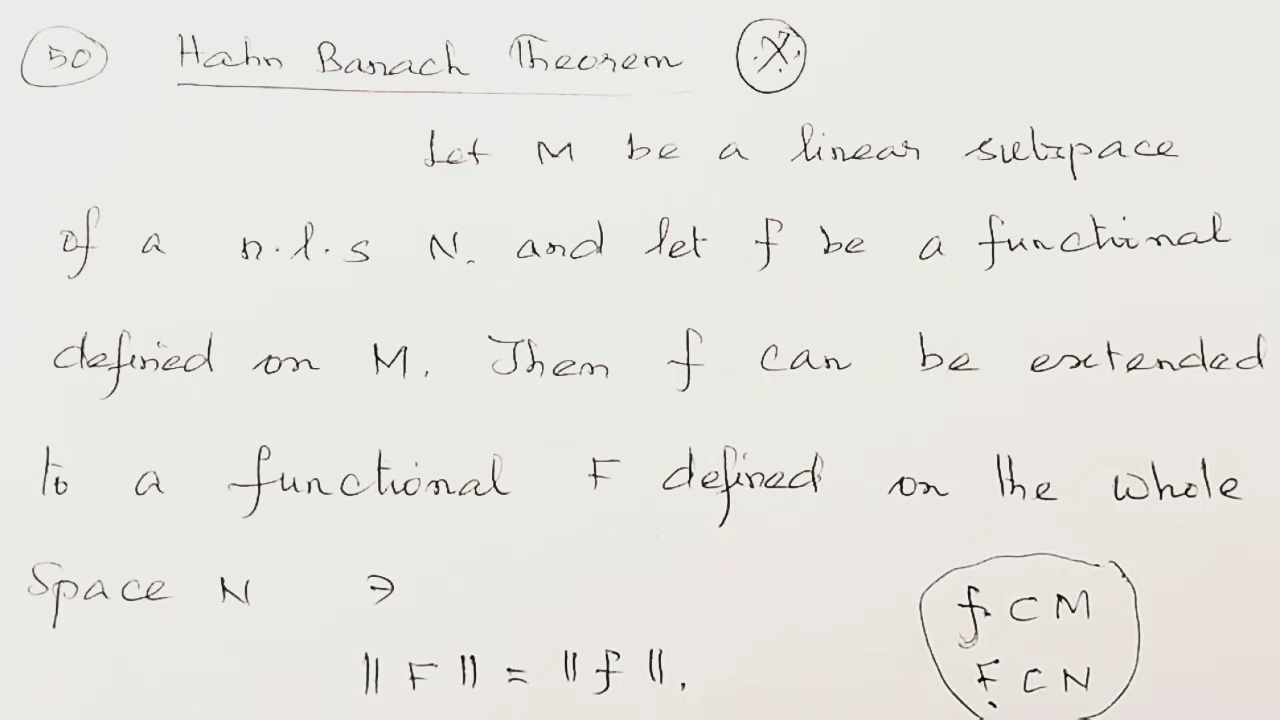 50 Hahn Banach Theorem X
Let M be a linear subspace
of a n.l.s N. and let f be a functional
defined on M. Then f can be extended
to a functional F defined on the whole
Space N ∋
|| F || = || f ||.
f ⊂ M
F ⊂ N